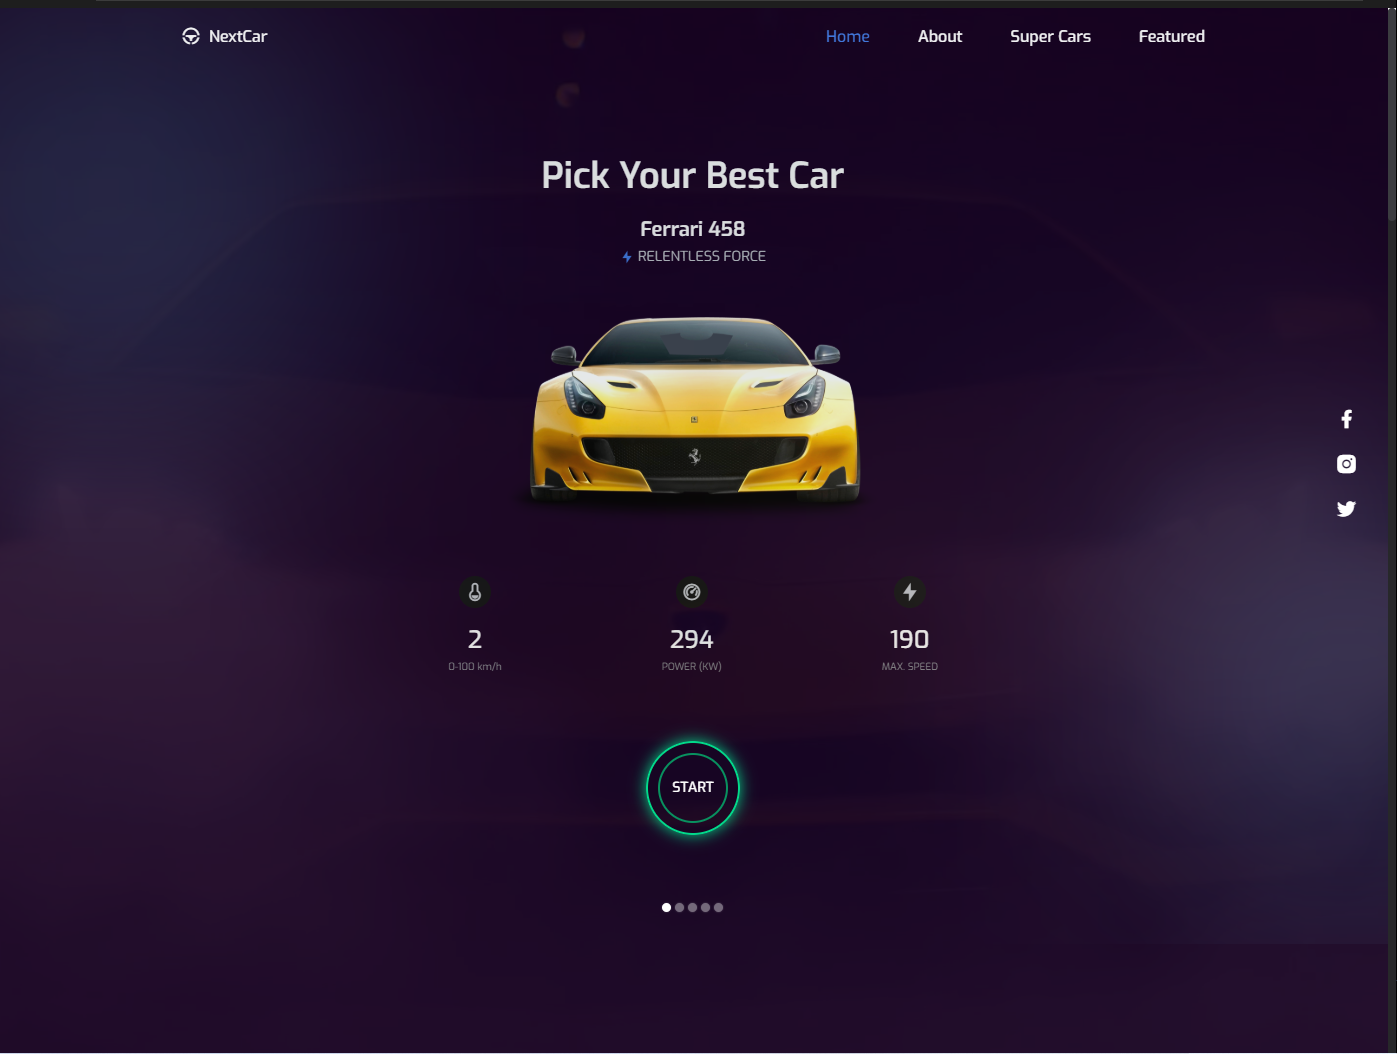 NextCar
Home About Super Cars Featured
Pick Your Best Car
Ferrari 458
RELENTLESS FORCE
2 294 190
0-100 km/h POWER (KW) MAX. SPEED
START